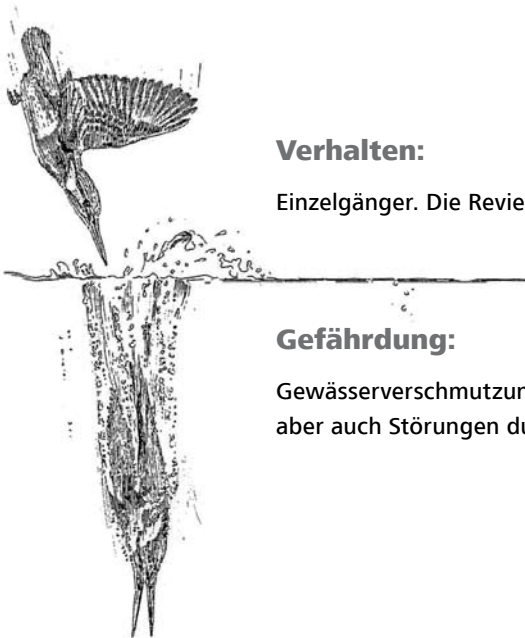 Verhalten:
Einzelgänger. Die Revie
Gefährdung:
Gewässerverschmutzun
aber auch Störungen du